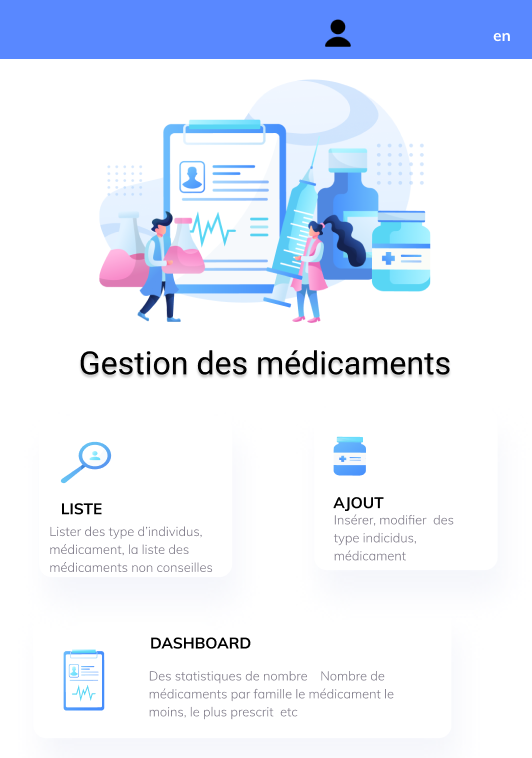 en
Gestion des médicaments
LISTE
Lister des type d'individus,
médicament, la liste des
médicaments non conseilles
AJOUT
Insérer, modifier des
type indicidus,
médicament
DASHBOARD
Des statistiques de nombre Nombre de
médicaments par famille le médicament le
moins, le plus prescrit etc